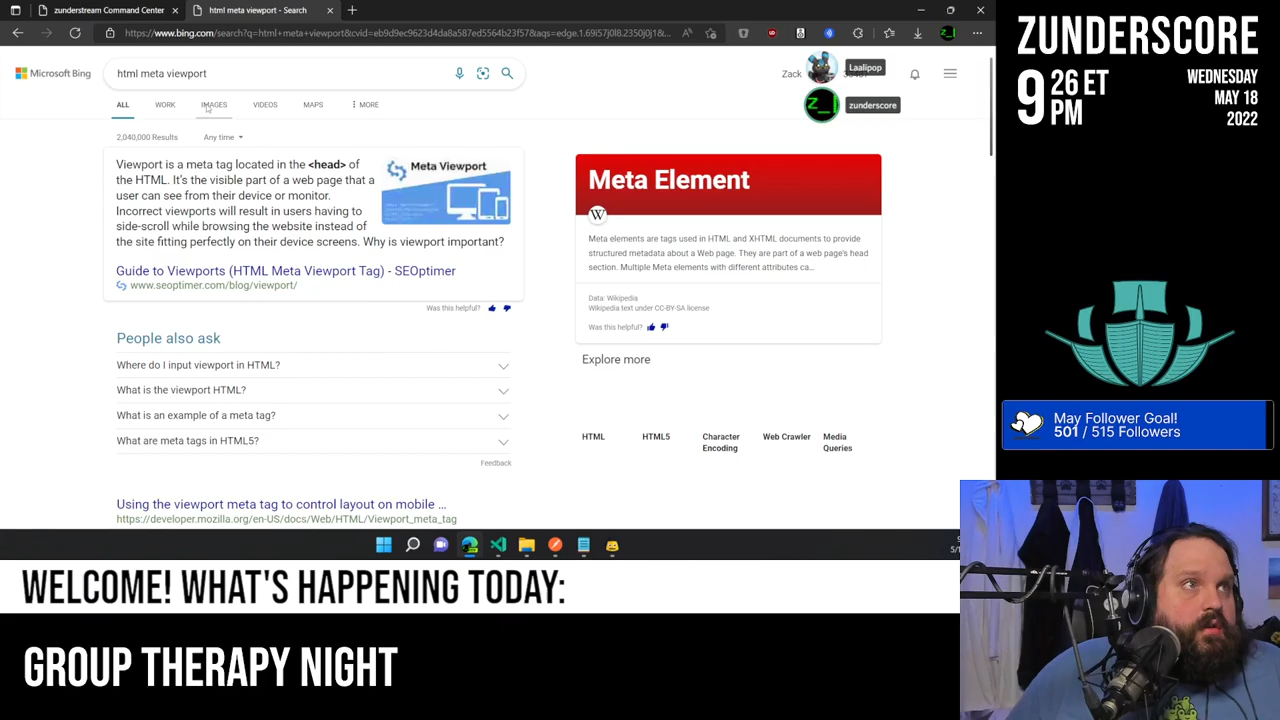 zunderstream Command Center
html meta viewport - Search
https://www.bing.com/search?q=html+meta+viewport&cvid=eb9d9ec9623d4da8a587ed5564b23f57&aqs=edge.1.69i57j0l8.2350j0j1&...
Microsoft Bing
html meta viewport
Zack
Laalipop
zunderscore
ALL
WORK
IMAGES
VIDEOS
MAPS
MORE
2,040,000 Results
Any time
Viewport is a meta tag located in the <head> of
the HTML. It's the visible part of a web page that a
user can see from their device or monitor.
Incorrect viewports will result in users having to
side-scroll while browsing the website instead of
the site fitting perfectly on their device screens. Why is viewport important?
Meta Viewport
Guide to Viewports (HTML Meta Viewport Tag) - SEOptimer
www.seoptimer.com/blog/viewport/
Was this helpful?
People also ask
Where do I input viewport in HTML?
What is the viewport HTML?
What is an example of a meta tag?
What are meta tags in HTML5?
Feedback
Using the viewport meta tag to control layout on mobile ...
https://developer.mozilla.org/en-US/docs/Web/HTML/Viewport_meta_tag
Meta Element
W
Meta elements are tags used in HTML and XHTML documents to provide
structured metadata about a Web page. They are part of a web page's head
section. Multiple Meta elements with different attributes ca...
Data: Wikipedia
Wikipedia text under CC-BY-SA license
Was this helpful?
Explore more
HTML
HTML5
Character
Encoding
Web Crawler
Media
Queries
ZUNDERSCORE
9 26 ET
PM
WEDNESDAY
MAY 18
2022
May Follower Goal!
501 / 515 Followers
WELCOME! WHAT'S HAPPENING TODAY:
GROUP THERAPY NIGHT